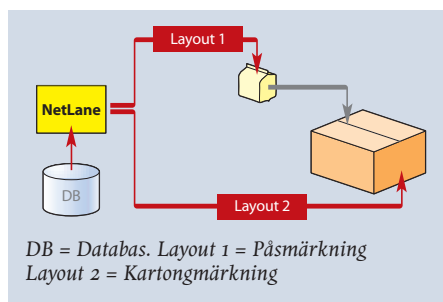 Layout 1
NetLane
DB
Layout 2
DB = Databas. Layout 1 = Påsmärkning
Layout 2 = Kartongmärkning